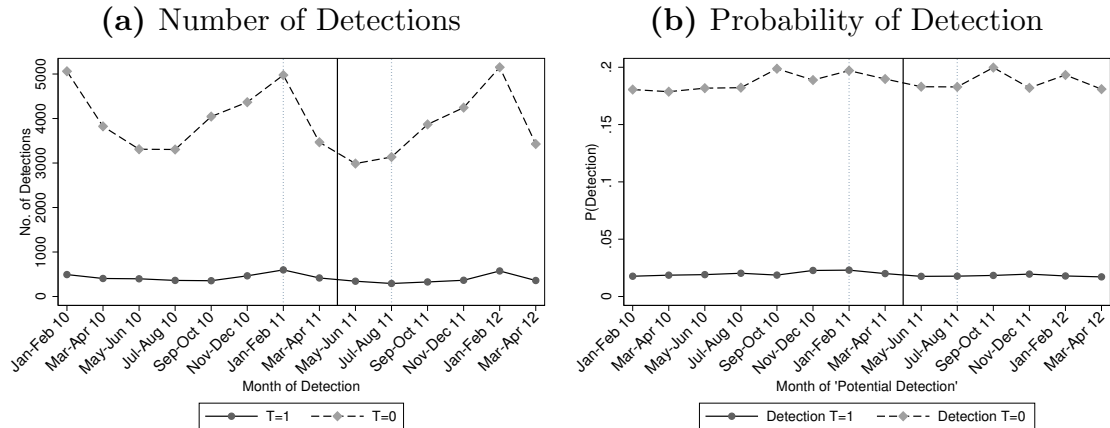 (a) Number of Detections
No. of Detections
5000
4000
3000
2000
1000
0
Jan-Feb 10
Mar-Apr 10
May-Jun 10
Jul-Aug 10
Sep-Oct 10
Nov-Dec 10
Jan-Feb 11
Mar-Apr 11
May-Jun 11
Jul-Aug 11
Sep-Oct 11
Nov-Dec 11
Jan-Feb 12
Mar-Apr 12
Month of Detection
T=1 T=0
(b) Probability of Detection
P(Detection)
.2
.15
.1
.05
0
Jan-Feb 10
Mar-Apr 10
May-Jun 10
Jul-Aug 10
Sep-Oct 10
Nov-Dec 10
Jan-Feb 11
Mar-Apr 11
May-Jun 11
Jul-Aug 11
Sep-Oct 11
Nov-Dec 11
Jan-Feb 12
Mar-Apr 12
Month of 'Potential Detection'
Detection T=1 Detection T=0